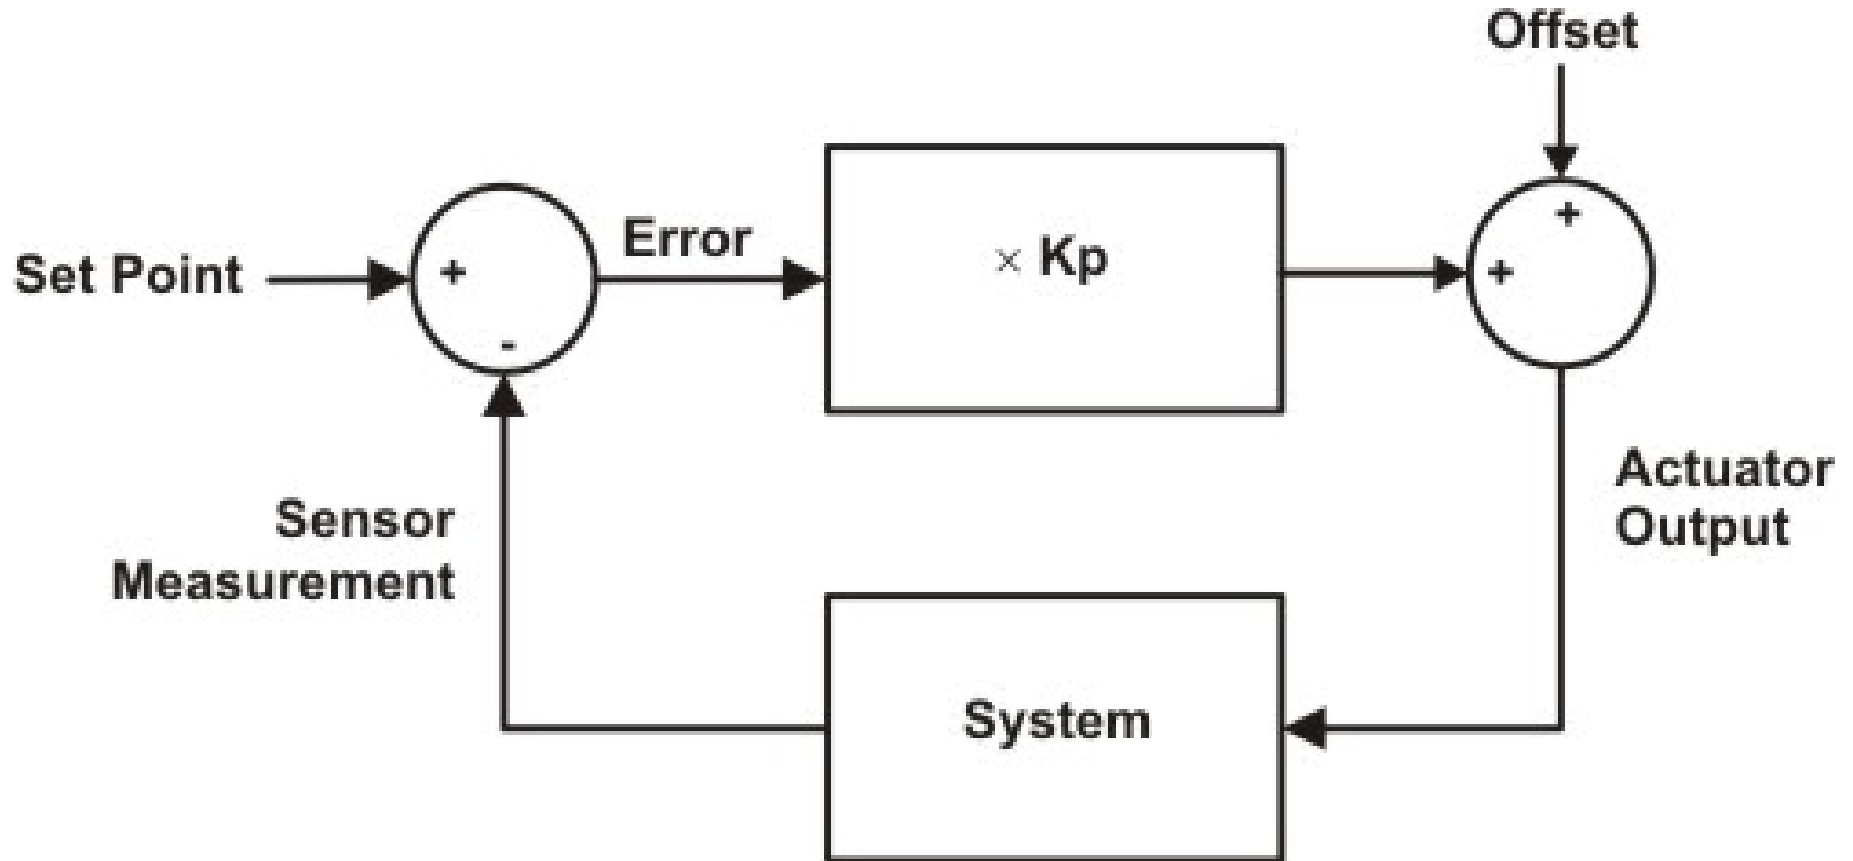 Offset
+
Set Point
+
Error
× Kp
+
-
Sensor
Measurement
Actuator
Output
System